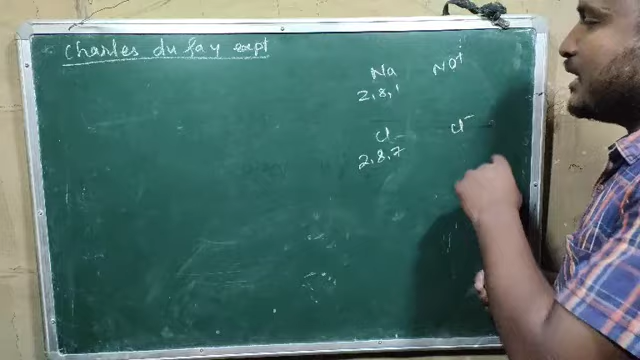 Charles du fay expt
Na Na+
2,8,1
Cl Cl-
2,8,7